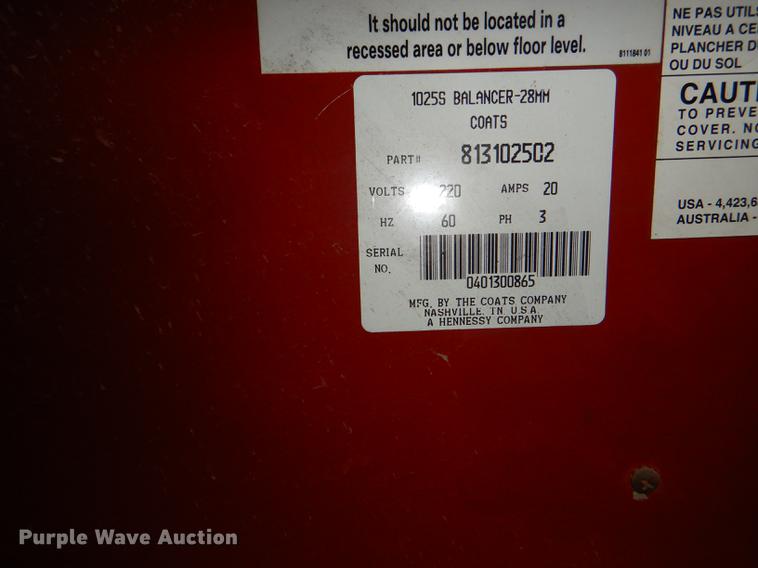 It should not be located in a
recessed area or below floor level.
8111841 01
NE PAS UTILIS
NIVEAU A CE
PLANCHER D
OU DU SOL
CAUTI
TO PREVE
COVER. NO
SERVICING
USA - 4,423,6
AUSTRALIA -
1025S BALANCER-28MM
COATS
PART# 813102502
VOLTS 220 AMPS 20
HZ 60 PH 3
SERIAL
NO.
0401300865
MFG. BY THE COATS COMPANY
NASHVILLE, TN U.S.A.
A HENNESSY COMPANY
Purple Wave Auction